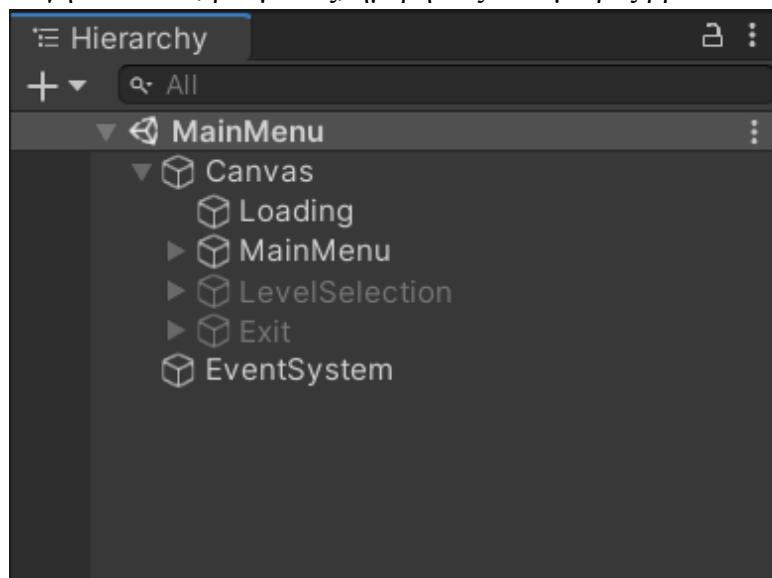 Hierarchy
All
MainMenu
Canvas
Loading
MainMenu
LevelSelection
Exit
EventSystem